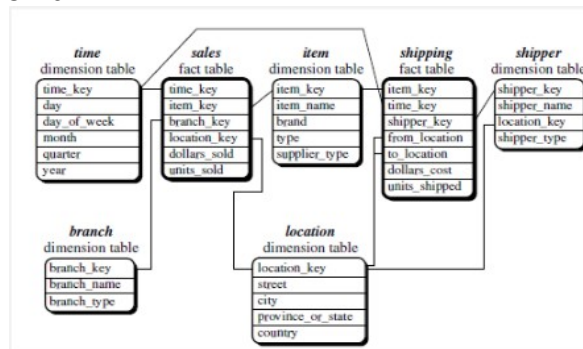 time
dimension table
time_key
day
day_of_week
month
quarter
year
sales
fact table
time_key
item_key
branch_key
location_key
dollars_sold
units_sold
item
dimension table
item_key
item_name
brand
type
supplier_type
shipping
fact table
item_key
time_key
shipper_key
from_location
to_location
dollars_cost
units_shipped
shipper
dimension table
shipper_key
shipper_name
location_key
shipper_type
branch
dimension table
branch_key
branch_name
branch_type
location
dimension table
location_key
street
city
province_or_state
country